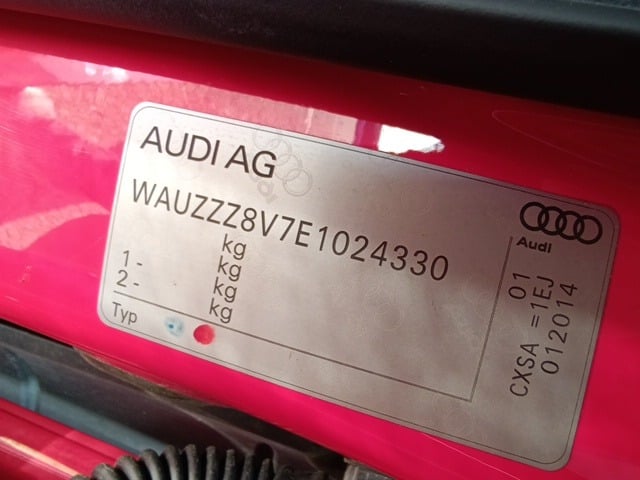 AUDI AG
WAUZZZ8V7E1024330
kg
1- kg
2- kg
kg
Typ
Audi
01
CXSA =1EJ
012014